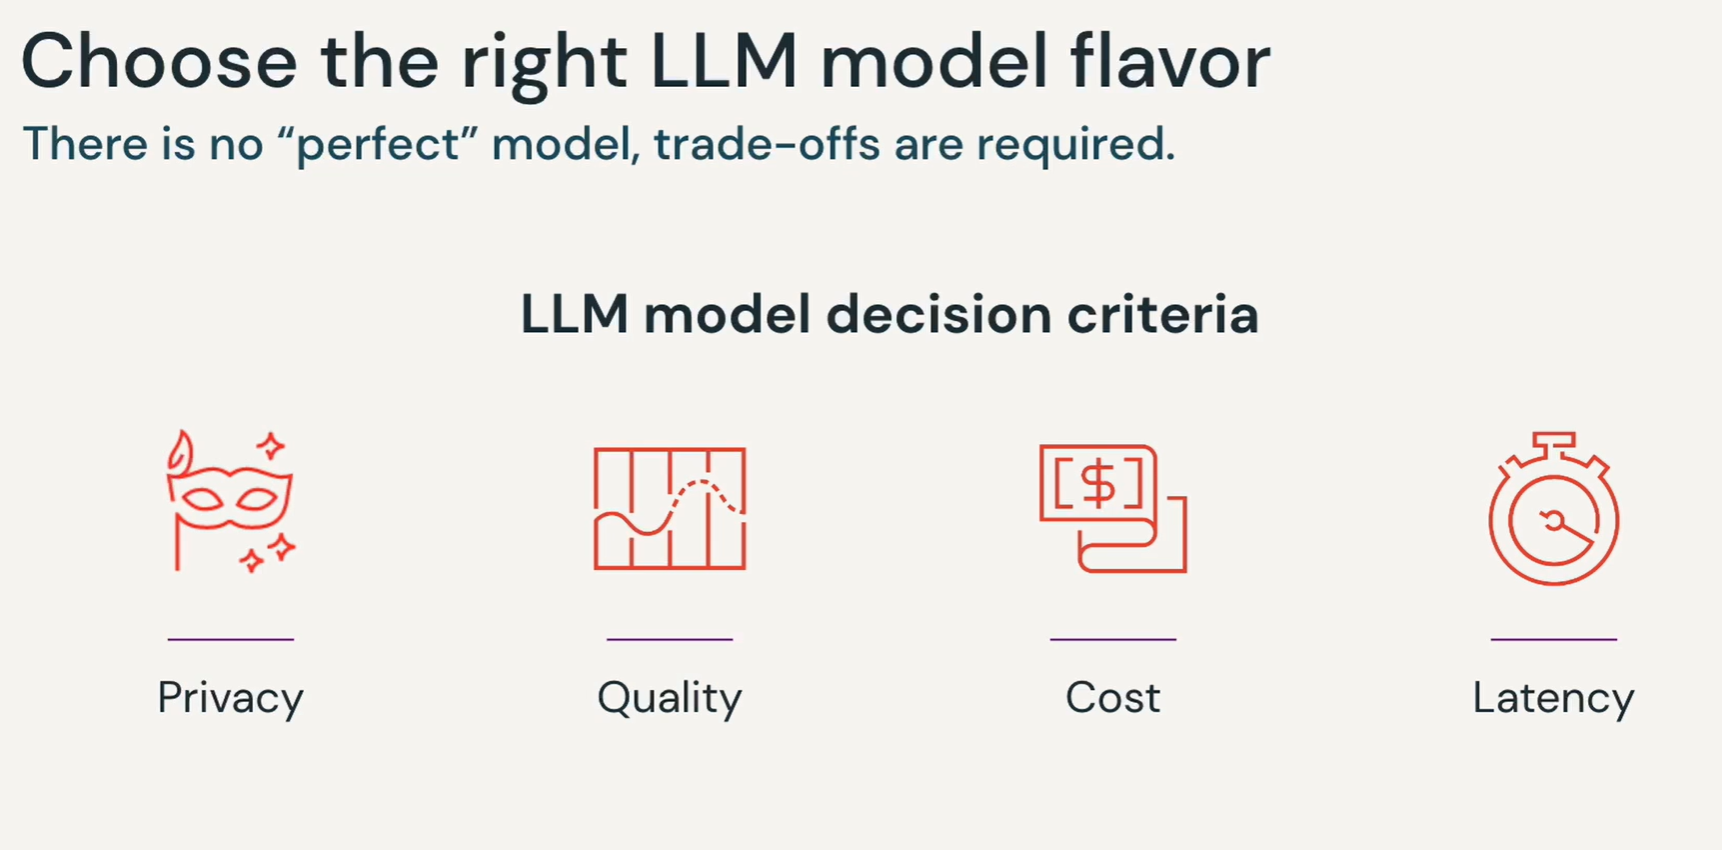 Choose the right LLM model flavor
There is no “perfect” model, trade-offs are required.
LLM model decision criteria
[$]
Privacy
Quality
Cost
Latency